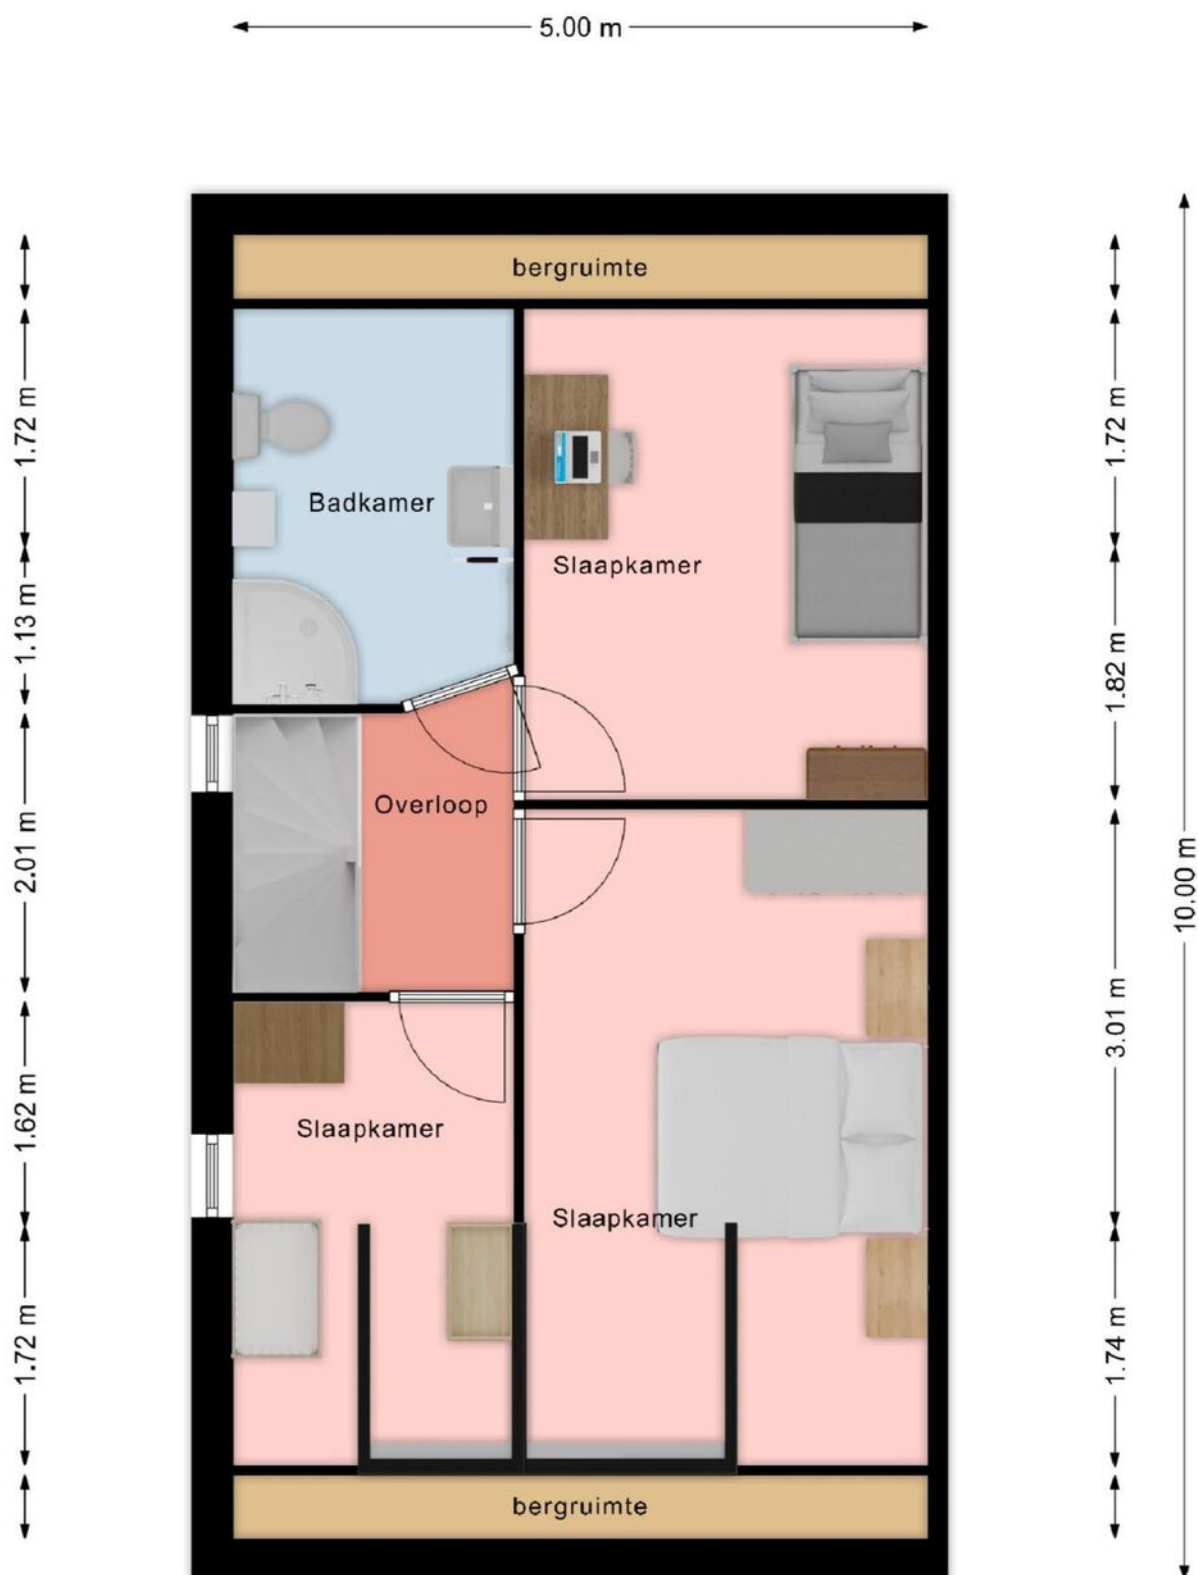 5.00 m
bergruimte
1.72 m
1.72 m
Badkamer
Slaapkamer
1.13 m
1.82 m
Overloop
2.01 m
10.00 m
3.01 m
1.62 m
Slaapkamer
Slaapkamer
1.72 m
1.74 m
bergruimte